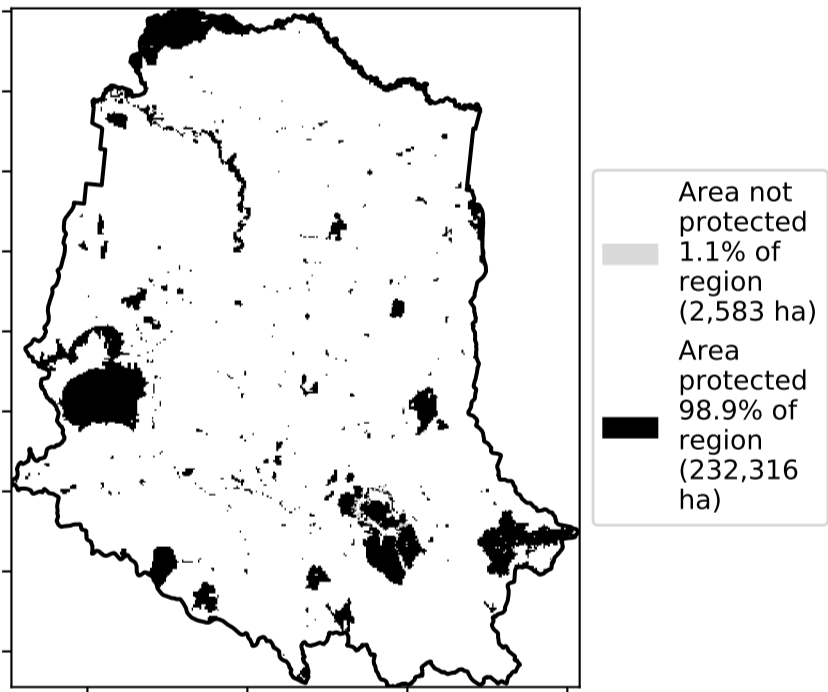 Area not
protected
1.1% of
region
(2,583 ha)
Area
protected
98.9% of
region
(232,316
ha)